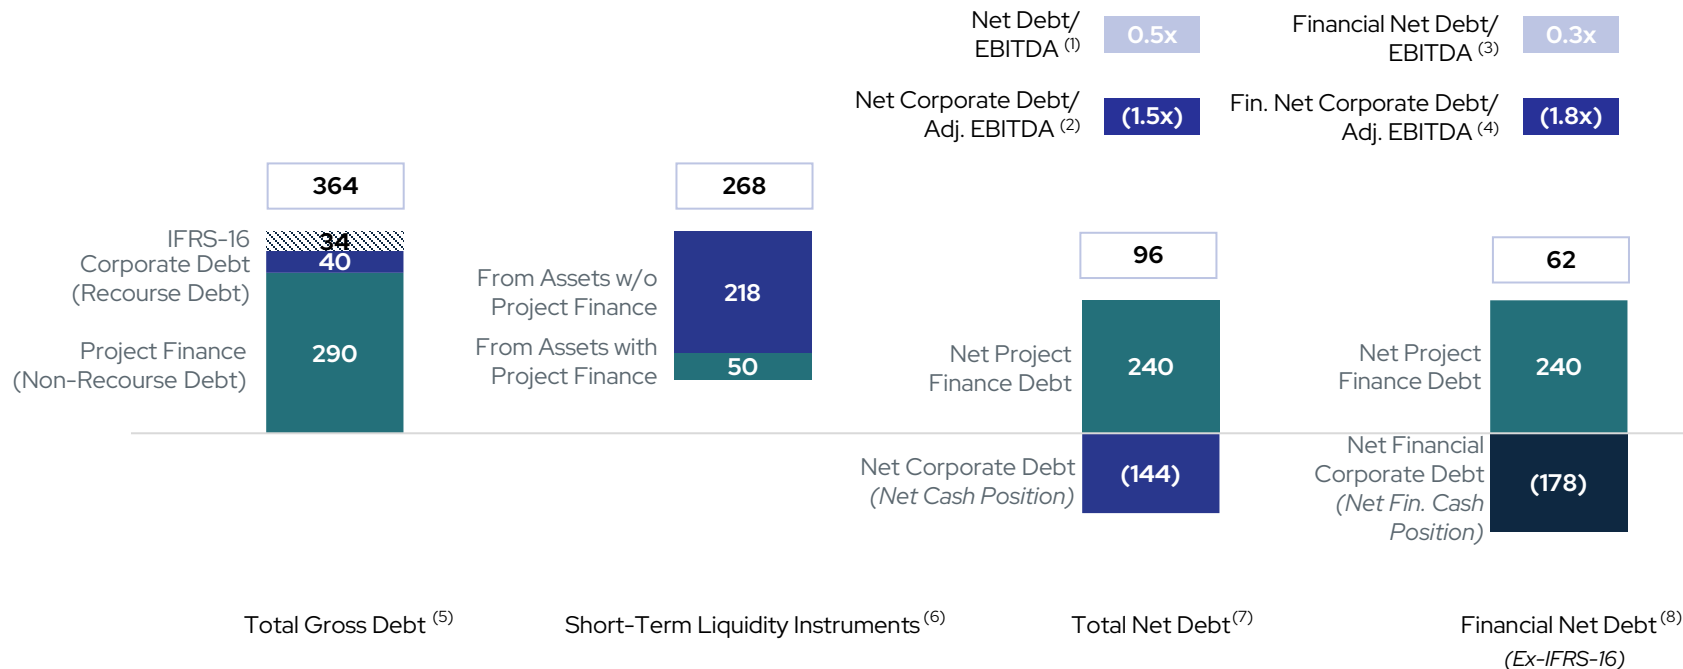 Net Debt/
EBITDA (1)
0.5x
Financial Net Debt/
EBITDA (3)
0.3x
Net Corporate Debt/
Adj. EBITDA (2)
(1.5x)
Fin. Net Corporate Debt/
Adj. EBITDA (4)
(1.8x)
364
IFRS-16
34
Corporate Debt
(Recourse Debt)
40
Project Finance
(Non-Recourse Debt)
290
268
From Assets w/o
Project Finance
218
From Assets with
Project Finance
50
96
Net Project
Finance Debt
240
Net Corporate Debt
(Net Cash Position)
(144)
62
Net Project
Finance Debt
240
Net Financial
Corporate Debt
(Net Fin. Cash
Position)
(178)
Total Gross Debt (5)
Short-Term Liquidity Instruments (6)
Total Net Debt (7)
Financial Net Debt (8)
(Ex-IFRS-16)